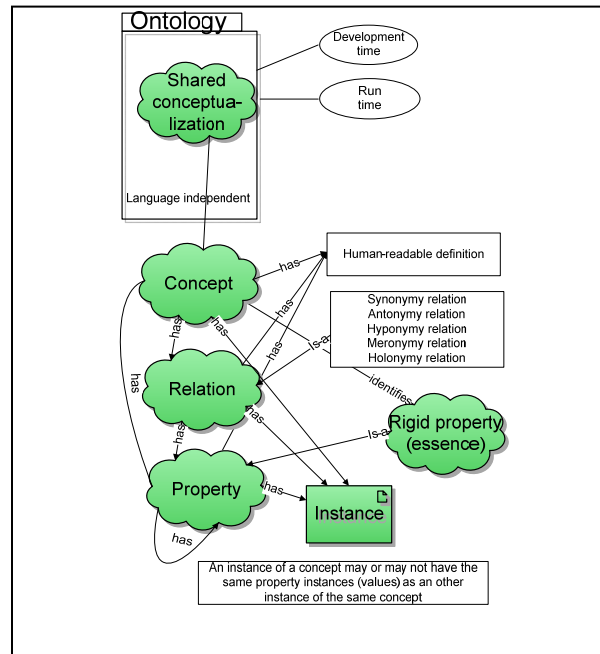 Ontology
Development
time
Shared
conceptua-
lization
Run
time
Language independent
Human-readable definition
has
Concept
Synonymy relation
Antonymy relation
Hyponymy relation
Meronymy relation
Holonymy relation
has
has
has
Is-a
has
has
Relation
identifies
has
Rigid property
(essence)
has
Is-a
Property
has
Instance
has
An instance of a concept may or may not have the
same property instances (values) as an other
instance of the same concept